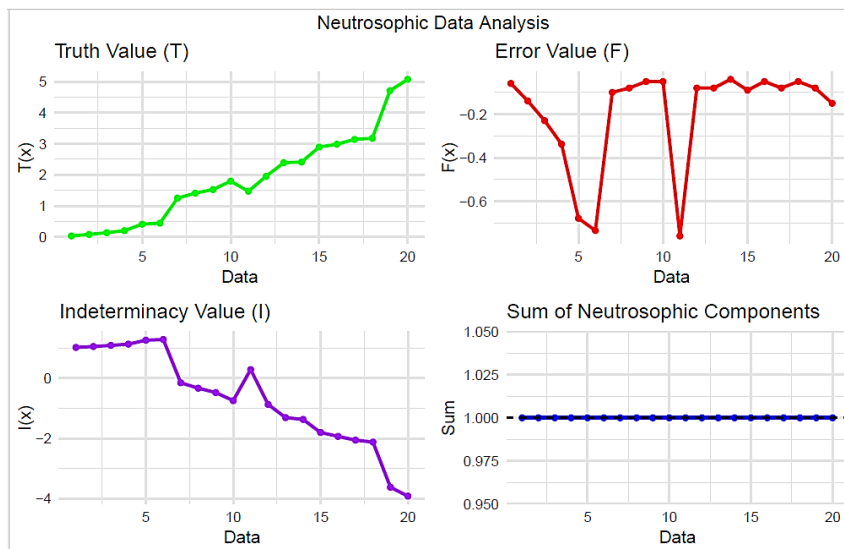 Neutrosophic Data Analysis
Truth Value (T)
T(x)
5
4
3
2
1
0
5
10
15
20
Data
Error Value (F)
F(x)
−0.2
−0.4
−0.6
5
10
15
20
Data
Indeterminacy Value (I)
I(x)
0
−2
−4
5
10
15
20
Data
Sum of Neutrosophic Components
Sum
1.050
1.025
1.000
0.975
0.950
5
10
15
20
Data